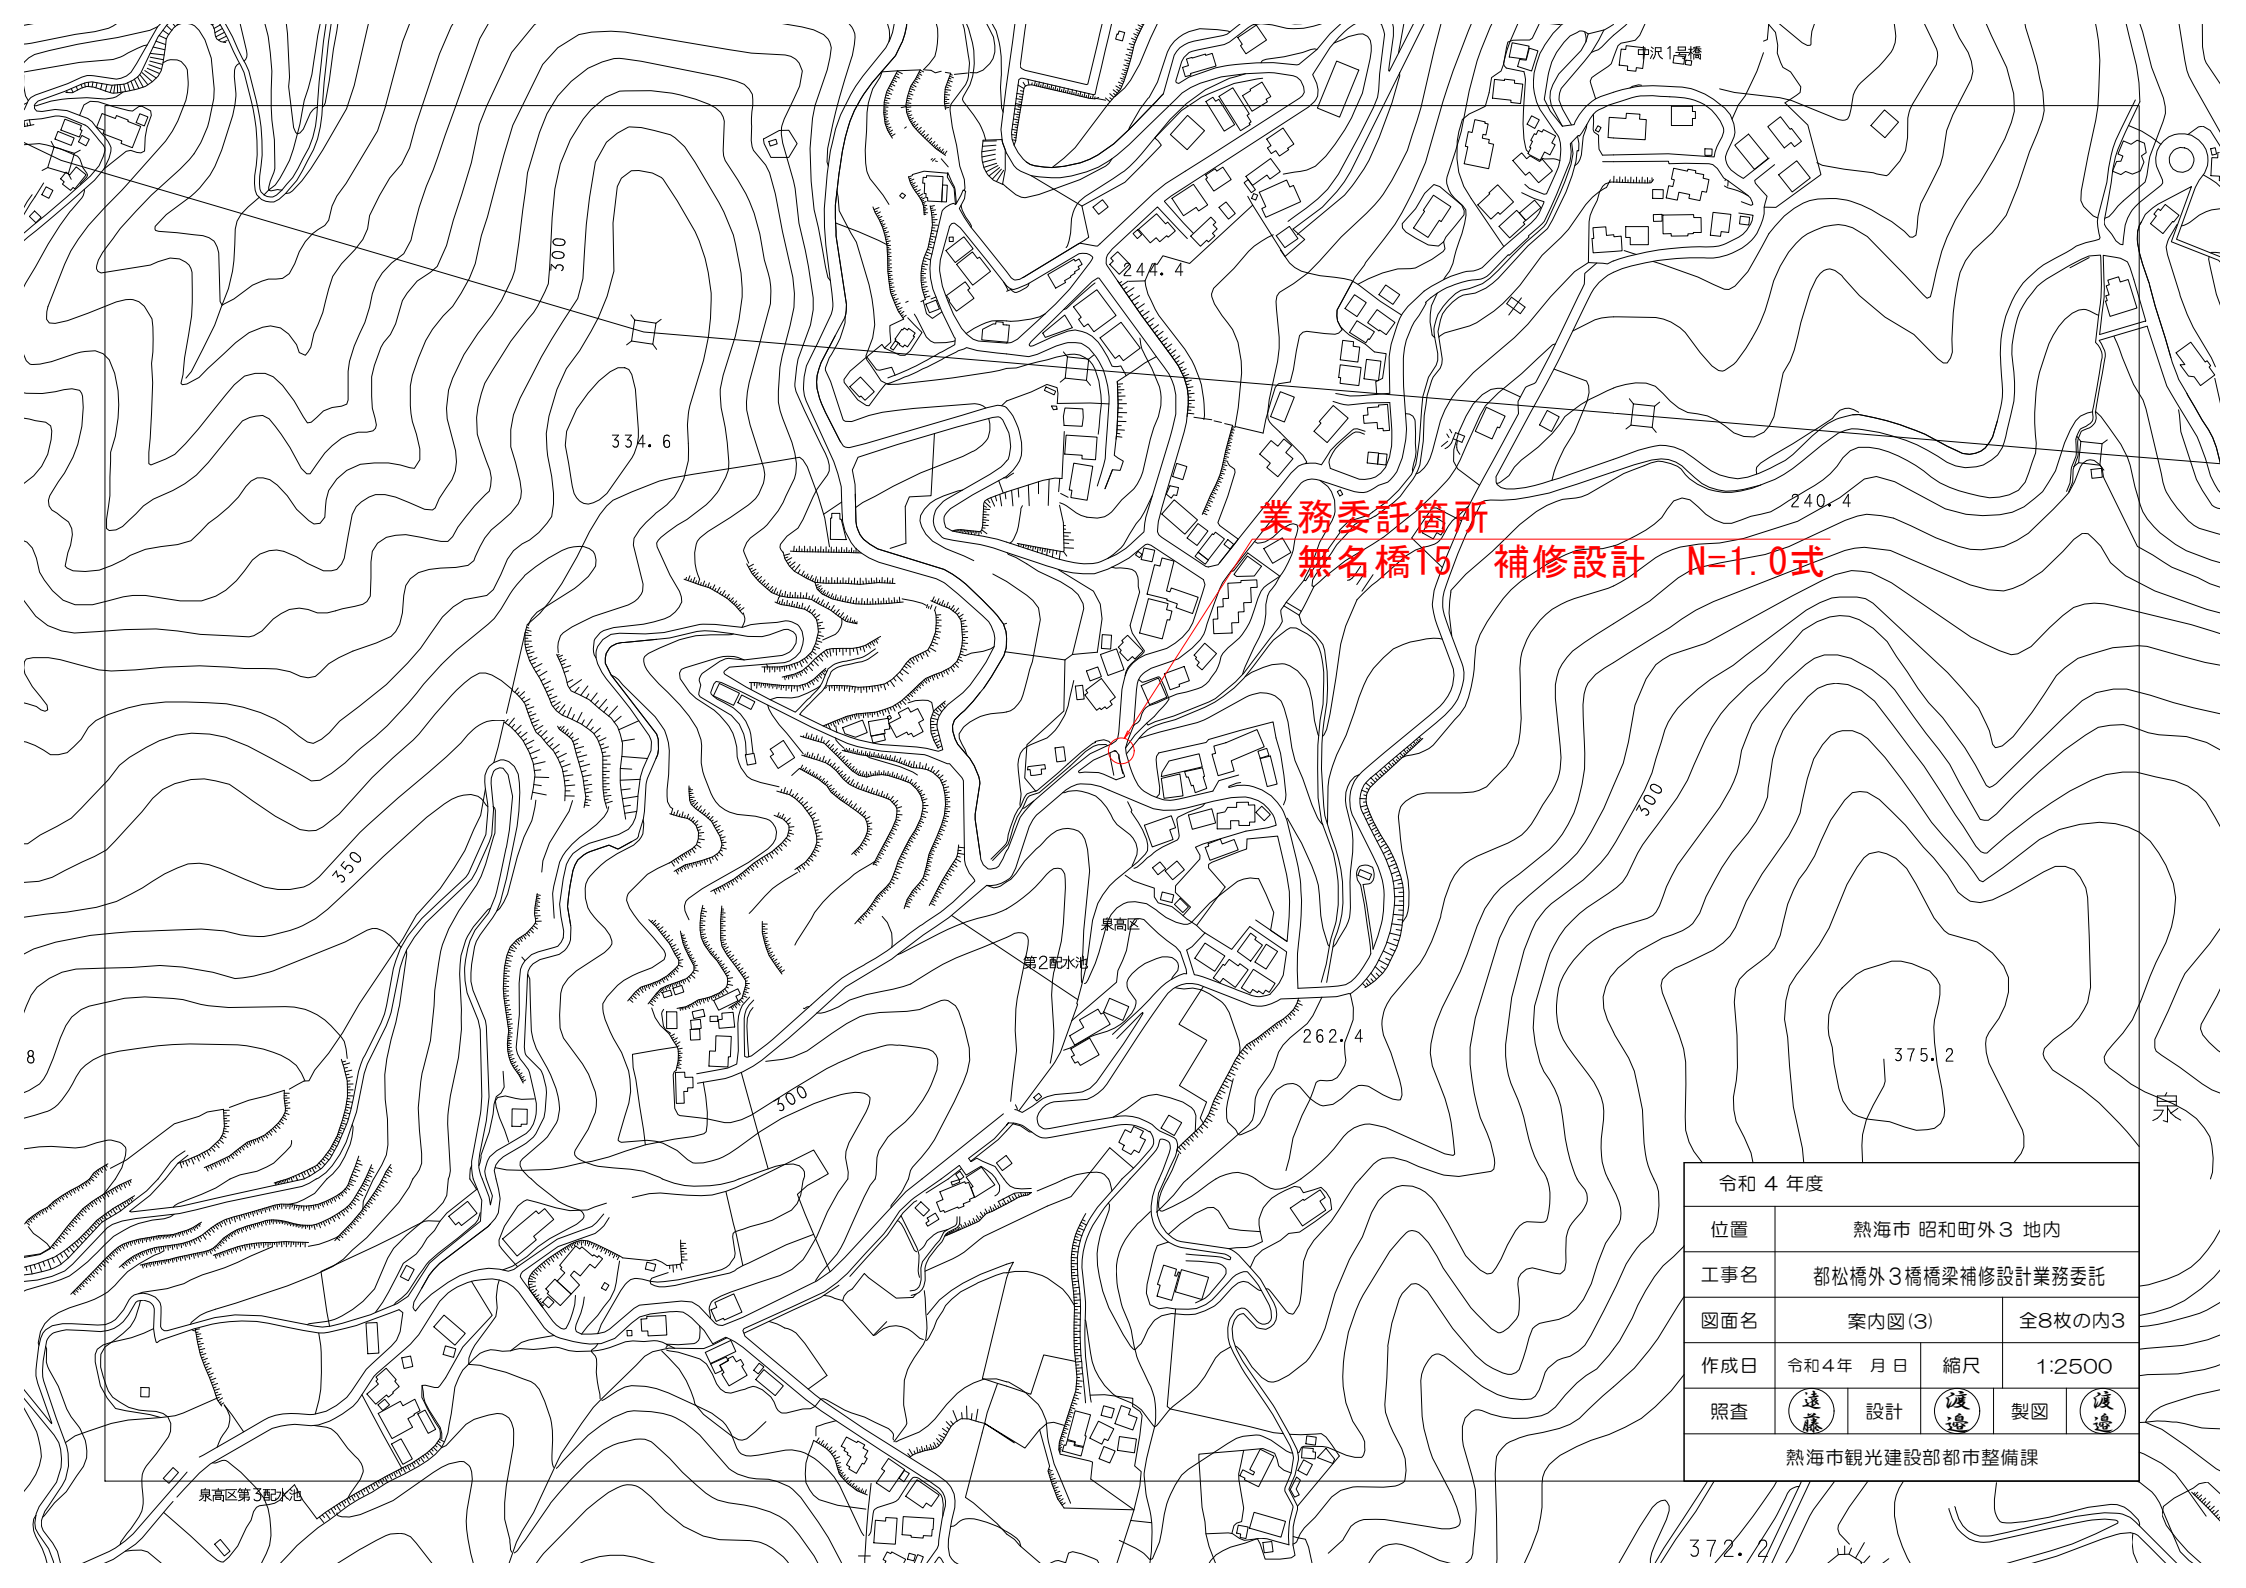 中沢1号橋
300
244.4
334.6
240.4
業務委託箇所
無名橋15　補修設計　N=1.0式
300
350
泉高区
第2配水池
262.4
8
375.2
300
泉
令和 4 年度
位置 熱海市 昭和町外3 地内
工事名 都松橋外3橋橋梁補修設計業務委託
図面名 案内図(3) 全8枚の内3
作成日 令和4年　月 日 縮尺 1:2500
照査 遠藤 設計 渡邉 製図 渡邉
熱海市観光建設部都市整備課
泉高区第3配水池
372.2